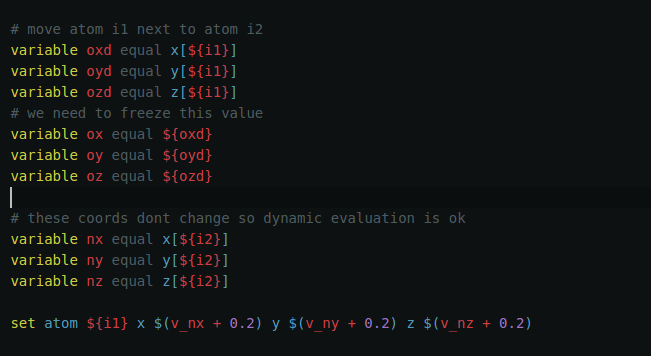 # move atom i1 next to atom i2
variable oxd equal x[${i1}]
variable oyd equal y[${i1}]
variable ozd equal z[${i1}]
# we need to freeze this value
variable ox equal ${oxd}
variable oy equal ${oyd}
variable oz equal ${ozd}
# these coords dont change so dynamic evaluation is ok
variable nx equal x[${i2}]
variable ny equal y[${i2}]
variable nz equal z[${i2}]
set atom ${i1} x $(v_nx + 0.2) y $(v_ny + 0.2) z $(v_nz + 0.2)